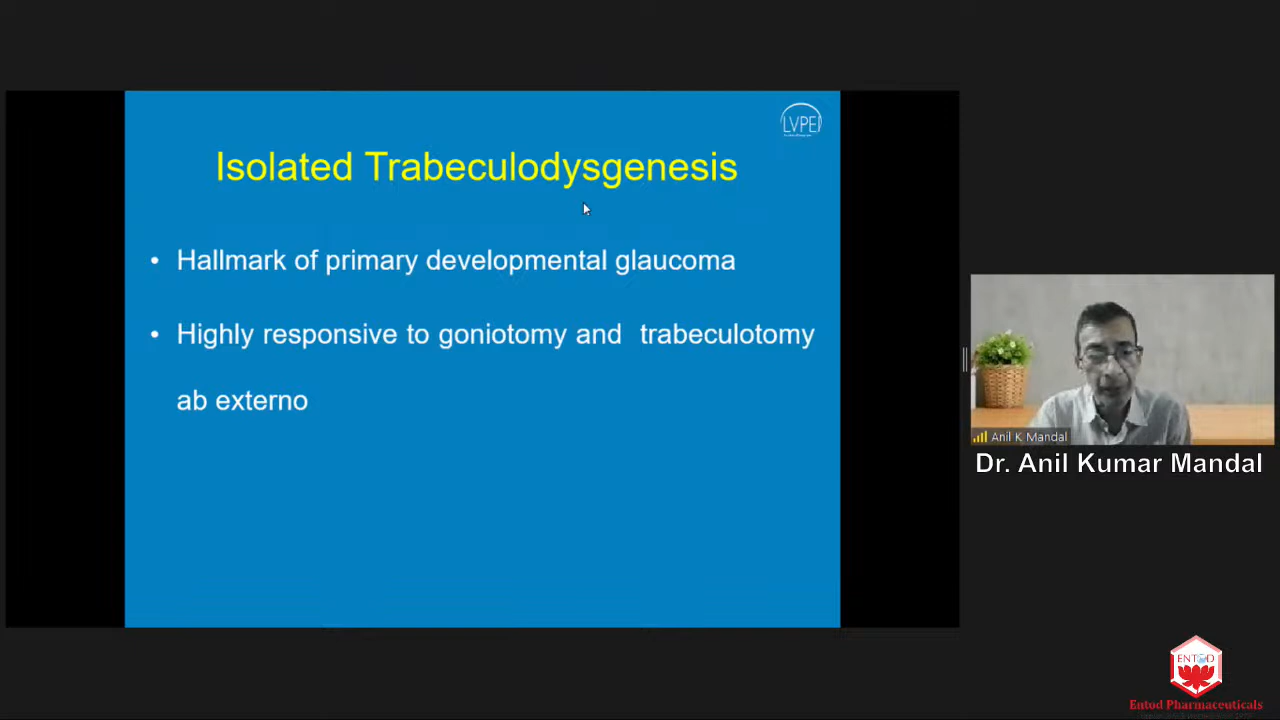 LVPEI
Isolated Trabeculodysgenesis
• Hallmark of primary developmental glaucoma
• Highly responsive to goniotomy and trabeculotomy
ab externo
Anil K Mandal
Dr. Anil Kumar Mandal
ENTOD
Entod Pharmaceuticals